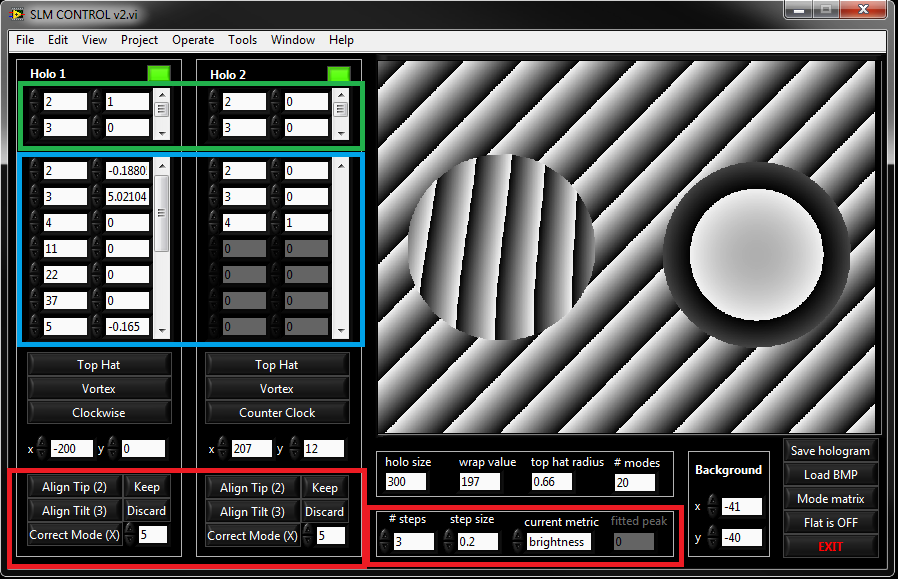 SLM CONTROL v2.vi
File Edit View Project Operate Tools Window Help
Holo 1
2 1
3 0
2 -0.1880
3 5.02104
4 0
11 0
22 0
37 0
5 -0.165
Top Hat
Vortex
Clockwise
x -200 y 0
Align Tip (2) Keep
Align Tilt (3) Discard
Correct Mode (X) 5
Holo 2
2 0
3 0
2 0
3 0
4 1
0 0
0 0
0 0
0 0
Top Hat
Vortex
Counter Clock
x 207 y 12
Align Tip (2) Keep
Align Tilt (3) Discard
Correct Mode (X) 5
holo size wrap value top hat radius # modes
300 197 0.66 20
# steps step size current metric fitted peak
3 0.2 brightness 0
Background
x -41
y -40
Save hologram
Load BMP
Mode matrix
Flat is OFF
EXIT